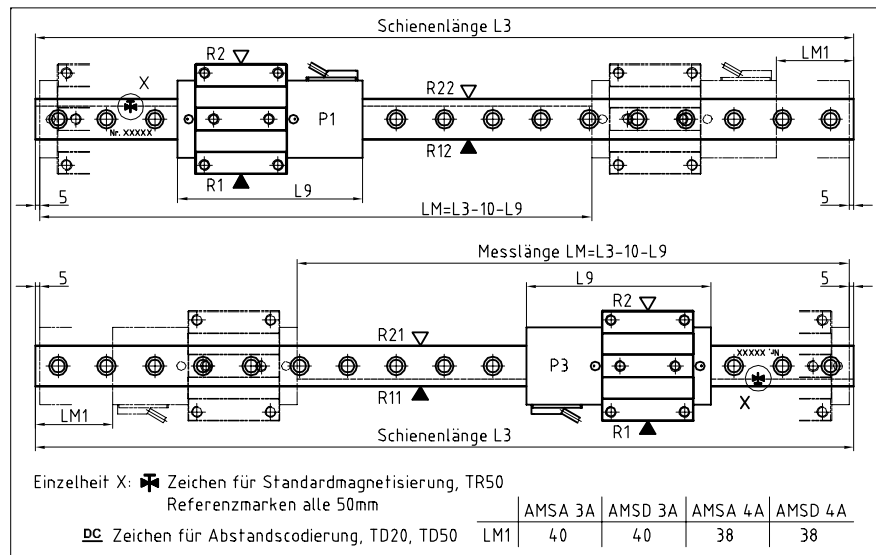 Schienenlänge L3
R2
X
LM1
R22
P1
Nr. XXXXX
R12
R1
L9
5
5
LM=L3-10-L9
Messlänge LM=L3-10-L9
5
L9
5
R2
R21
Nr. XXXXX
P3
R11
X
LM1
R1
Schienenlänge L3
Einzelheit X: Zeichen für Standardmagnetisierung, TR50
Referenzmarken alle 50mm
DC Zeichen für Abstandscodierung, TD20, TD50
AMSA 3A AMSD 3A AMSA 4A AMSD 4A
LM1 40 40 38 38